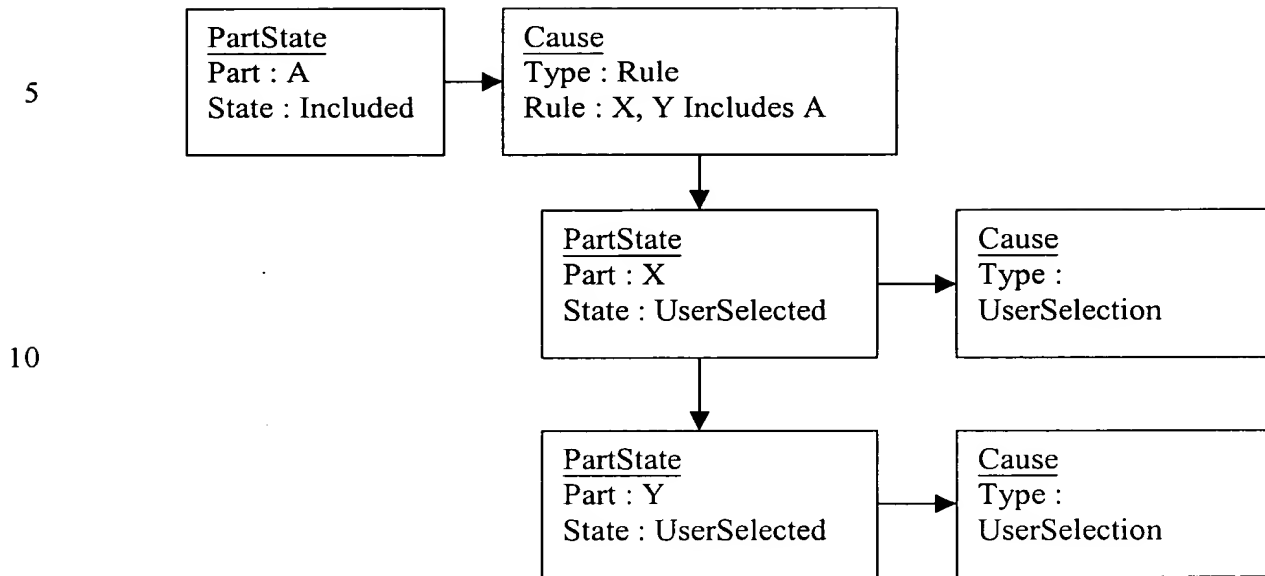 PartState
Part : A
State : Included
Cause
Type : Rule
Rule : X, Y Includes A
5
PartState
Part : X
State : UserSelected
Cause
Type :
UserSelection
10
PartState
Part : Y
State : UserSelected
Cause
Type :
UserSelection